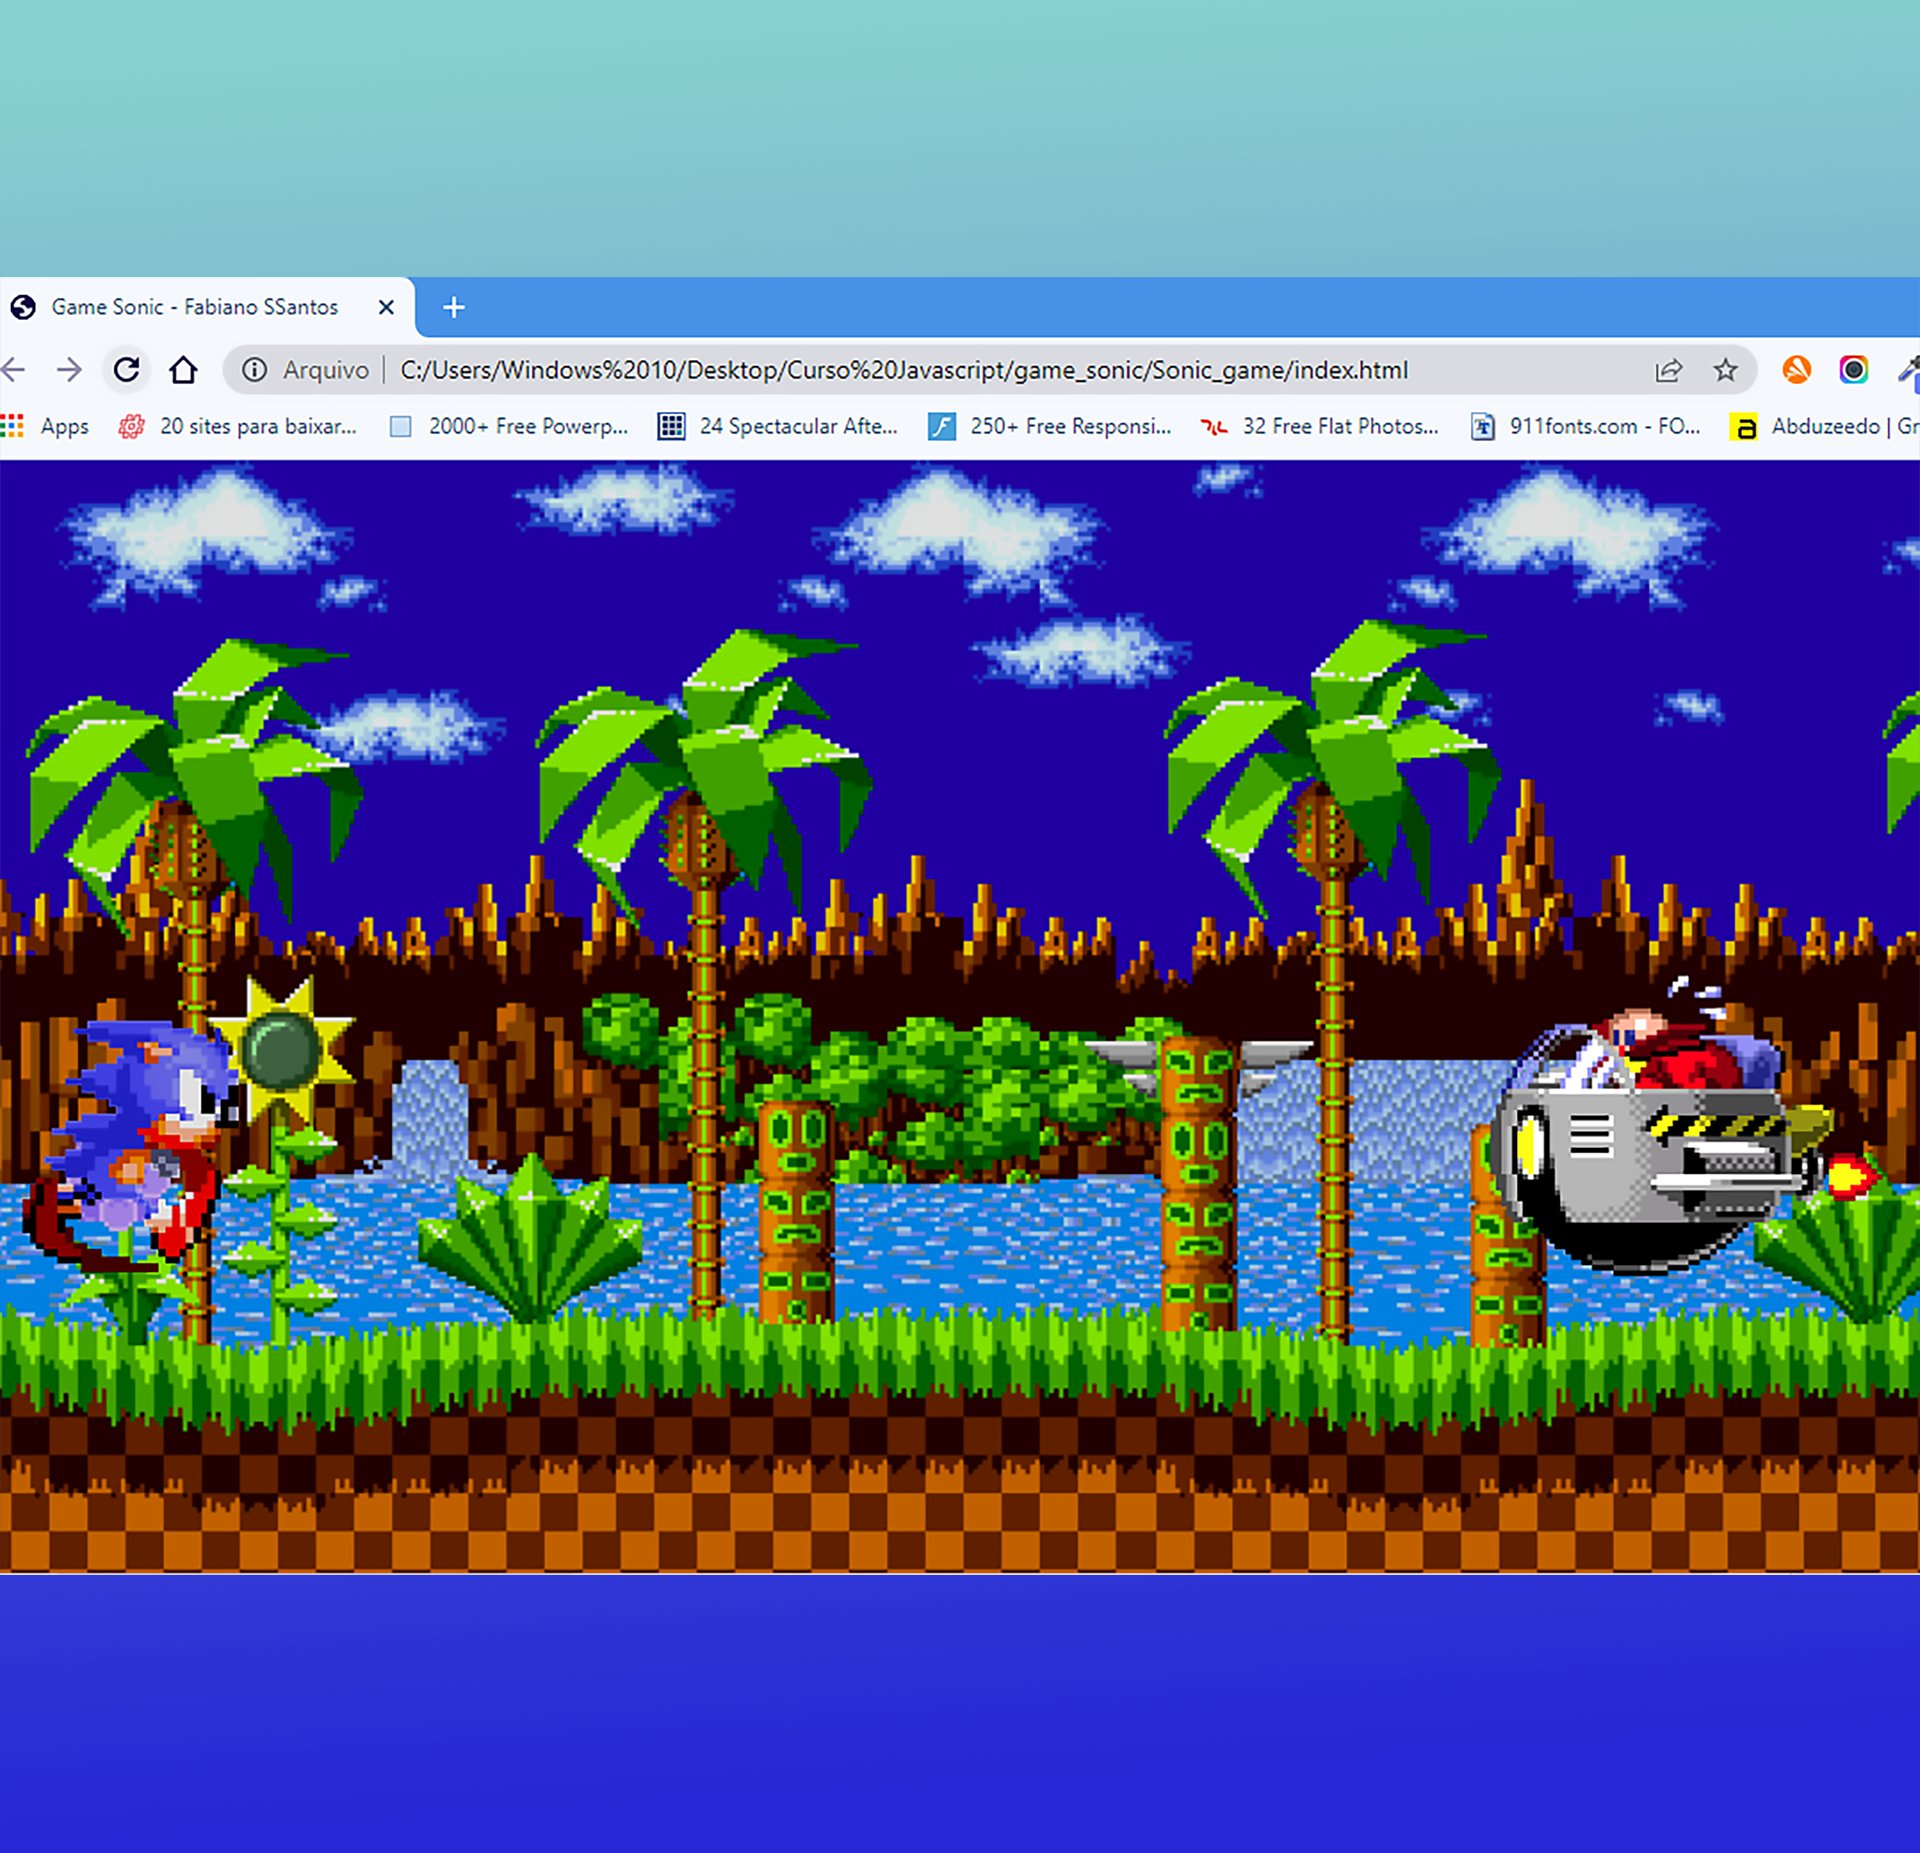 Game Sonic - Fabiano SSantos
Arquivo | C:/Users/Windows%2010/Desktop/Curso%20Javascript/game_sonic/Sonic_game/index.html
Apps 20 sites para baixar... 2000+ Free Powerp... 24 Spectacular Afte... 250+ Free Responsi... 32 Free Flat Photos... 911fonts.com - FO... Abduzeedo | Gr